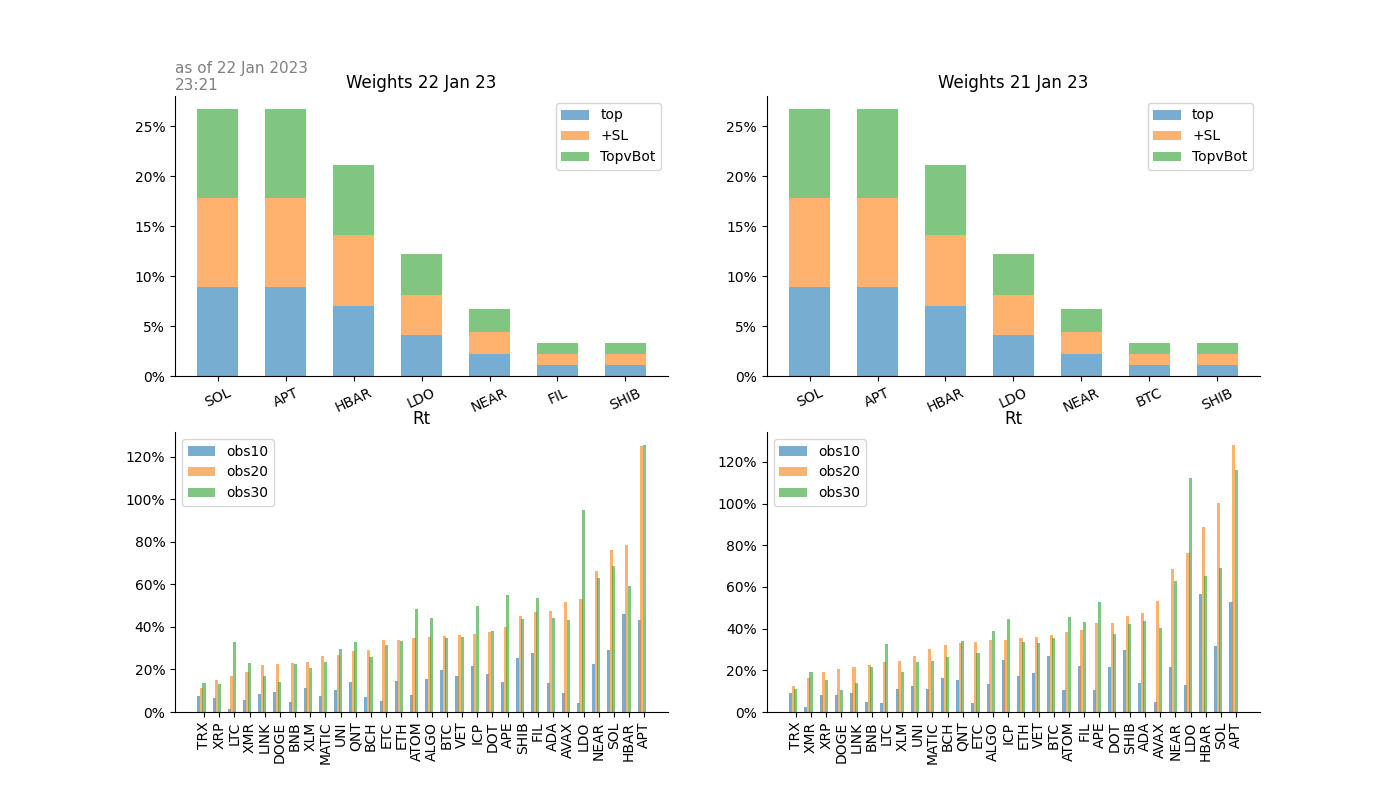 as of 22 Jan 2023
23:21
Weights 22 Jan 23
25%
20%
15%
10%
5%
0%
top
+SL
TopvBot
SOL APT HBAR LDO NEAR FIL SHIB
Weights 21 Jan 23
25%
20%
15%
10%
5%
0%
top
+SL
TopvBot
SOL APT HBAR LDO NEAR BTC SHIB
Rt
120%
100%
80%
60%
40%
20%
0%
obs10
obs20
obs30
TRX XRP LTC XMR LINK DOGE BNB XLM MATIC UNI QNT BCH ETC ETH ATOM ALGO BTC VET ICP DOT APE SHIB FIL ADA AVAX LDO NEAR SOL HBAR APT
Rt
120%
100%
80%
60%
40%
20%
0%
obs10
obs20
obs30
TRX XMR XRP DOGE LINK BNB LTC XLM UNI MATIC BCH QNT ETC ALGO ICP ETH VET BTC ATOM FIL APE DOT SHIB ADA AVAX NEAR LDO HBAR SOL APT